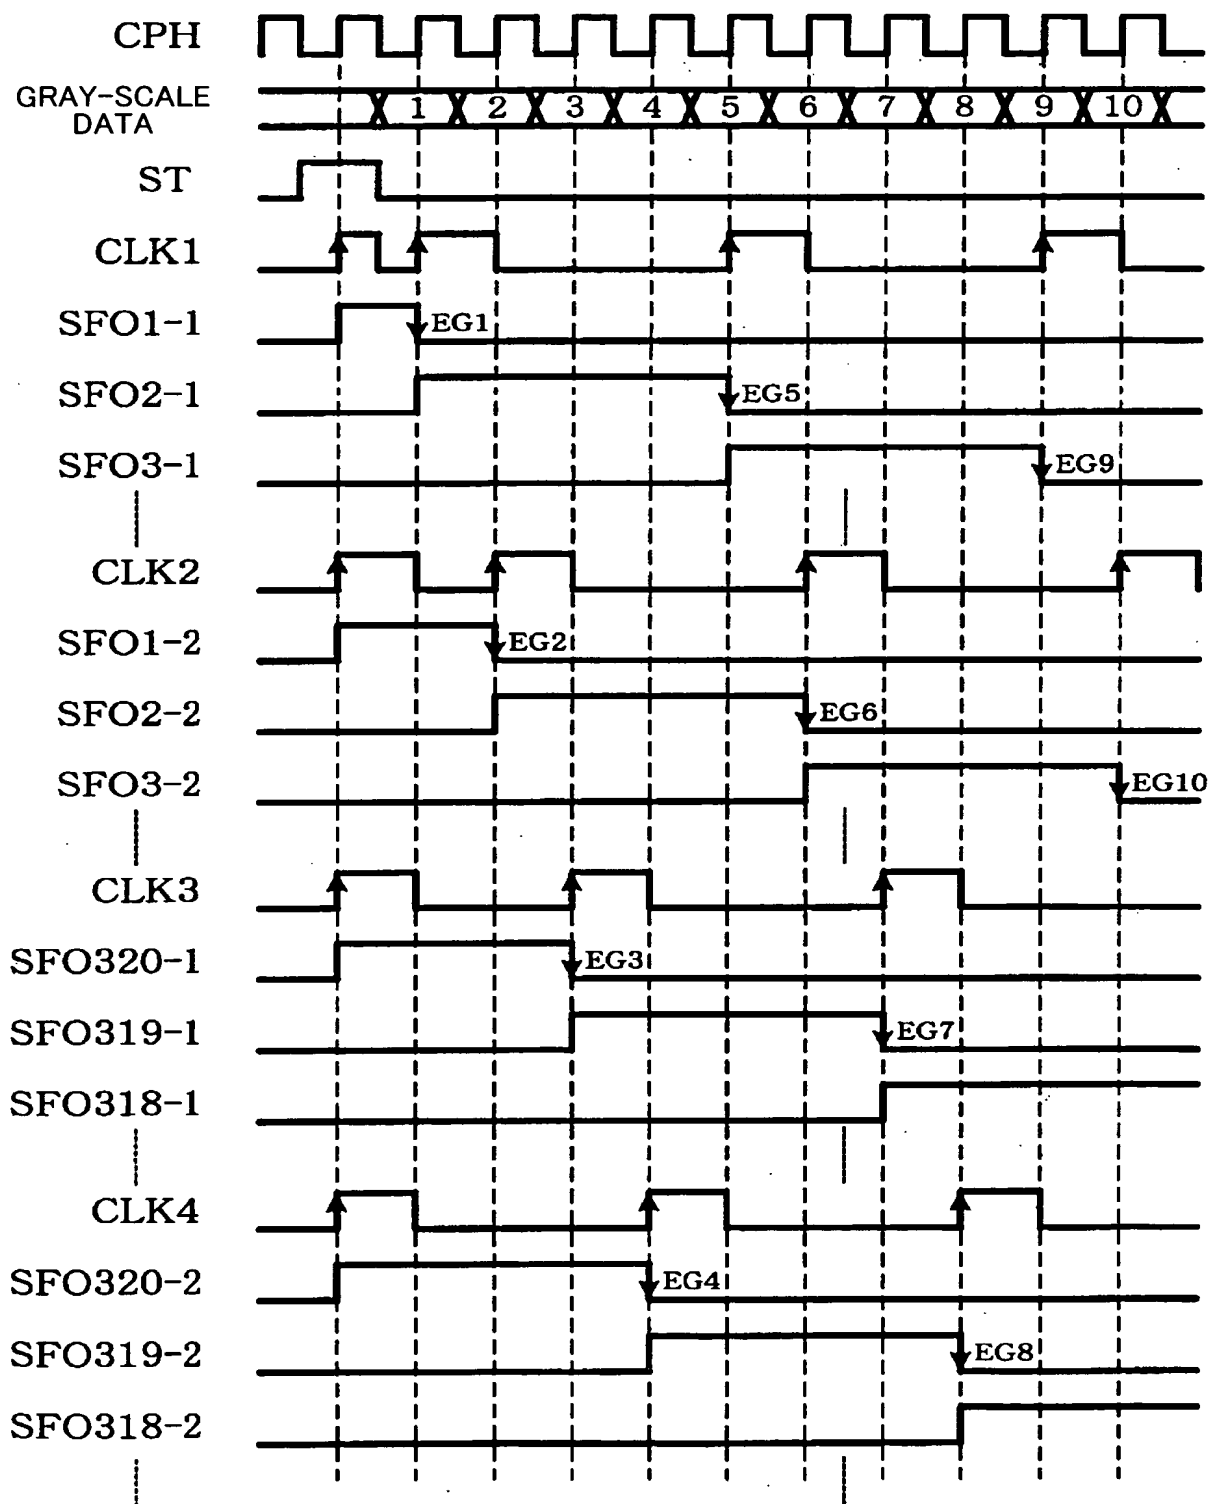 CPH
GRAY-SCALE
DATA
1 2 3 4 5 6 7 8 9 10
ST
CLK1
SFO1-1
EG1
SFO2-1
EG5
SFO3-1
EG9
CLK2
SFO1-2
EG2
SFO2-2
EG6
SFO3-2
EG10
CLK3
SFO320-1
EG3
SFO319-1
EG7
SFO318-1
CLK4
SFO320-2
EG4
SFO319-2
EG8
SFO318-2